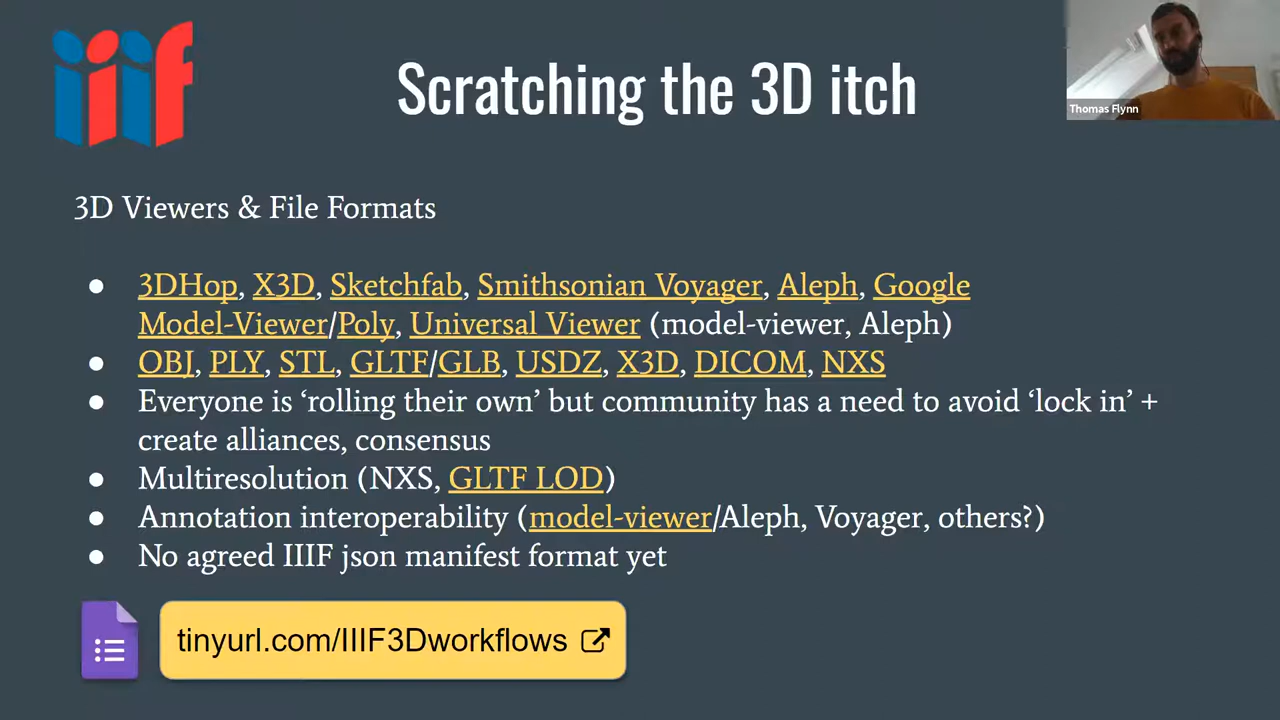 iiif
Scratching the 3D itch
Thomas Flynn
3D Viewers & File Formats
● 3DHop, X3D, Sketchfab, Smithsonian Voyager, Aleph, Google
Model-Viewer/Poly, Universal Viewer (model-viewer, Aleph)
● OBJ, PLY, STL, GLTF/GLB, USDZ, X3D, DICOM, NXS
● Everyone is ‘rolling their own’ but community has a need to avoid ‘lock in’ +
create alliances, consensus
● Multiresolution (NXS, GLTF LOD)
● Annotation interoperability (model-viewer/Aleph, Voyager, others?)
● No agreed IIIF json manifest format yet
tinyurl.com/IIIF3Dworkflows